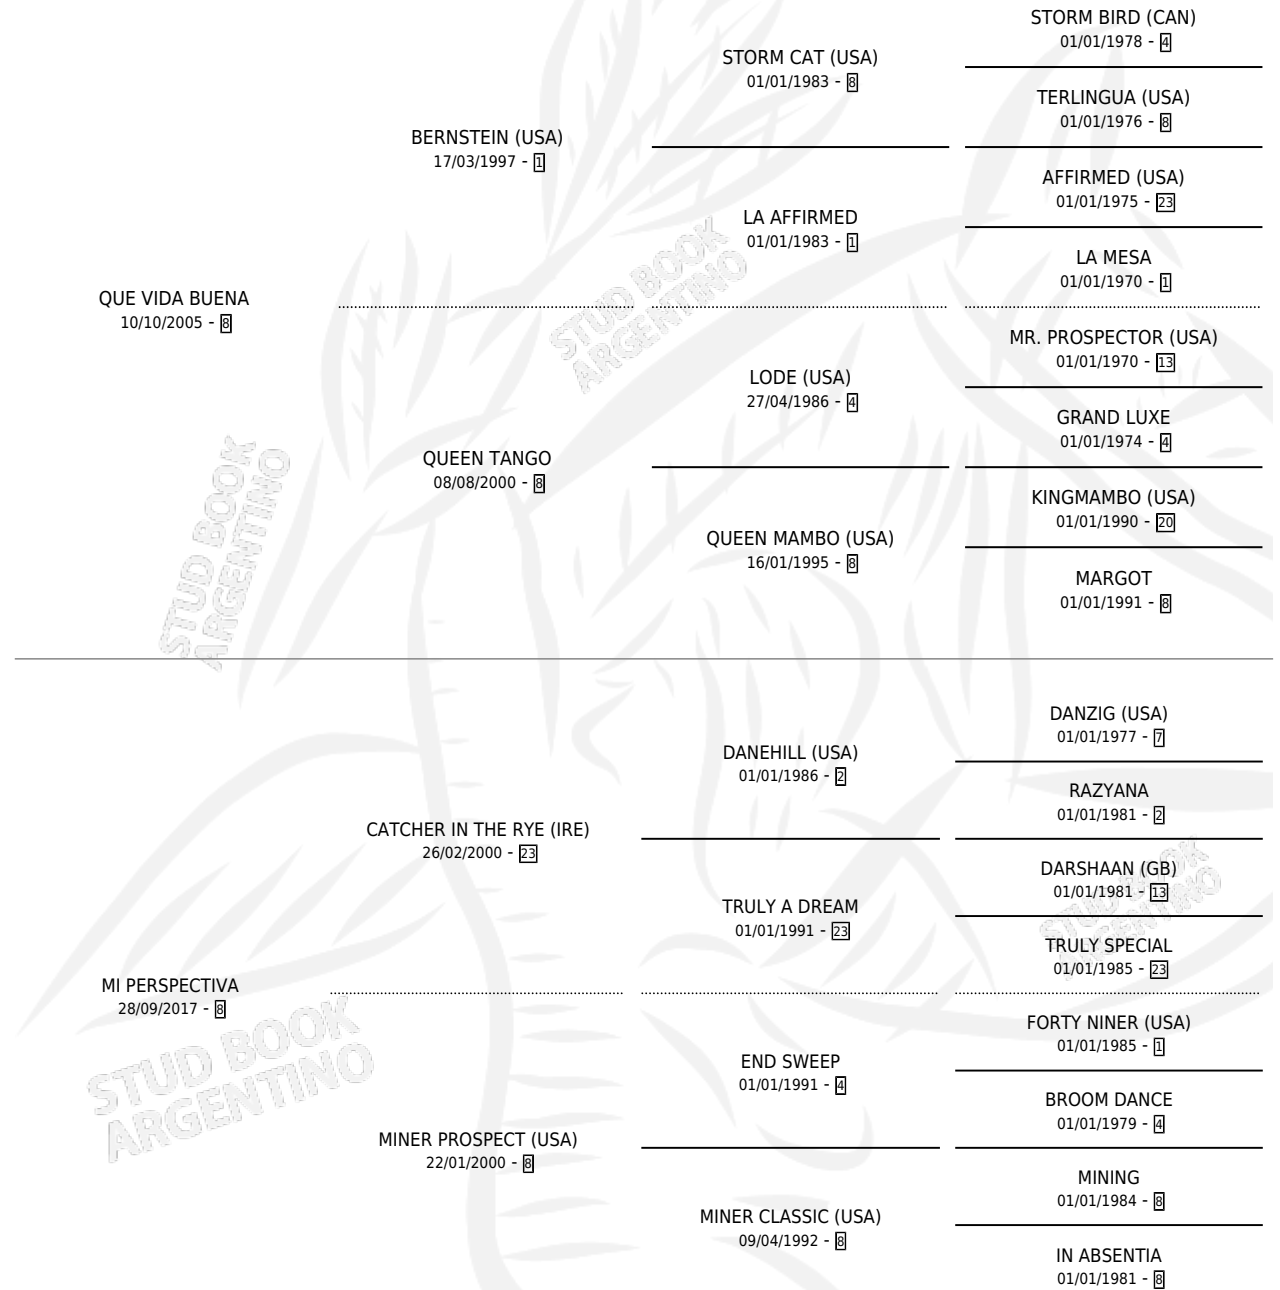 STORM BIRD (CAN)
01/01/1978 - 4
STORM CAT (USA)
01/01/1983 - 8
TERLINGUA (USA)
01/01/1976 - 8
BERNSTEIN (USA)
17/03/1997 - 1
AFFIRMED (USA)
01/01/1975 - 23
LA AFFIRMED
01/01/1983 - 1
LA MESA
01/01/1970 - 1
QUE VIDA BUENA
10/10/2005 - 8
MR. PROSPECTOR (USA)
01/01/1970 - 13
LODE (USA)
27/04/1986 - 4
GRAND LUXE
01/01/1974 - 4
QUEEN TANGO
08/08/2000 - 8
KINGMAMBO (USA)
01/01/1990 - 20
QUEEN MAMBO (USA)
16/01/1995 - 8
MARGOT
01/01/1991 - 8
STUD BOOK
ARGENTINO
STUD BOOK
ARGENTINO
DANZIG (USA)
01/01/1977 - 7
DANEHILL (USA)
01/01/1986 - 2
RAZYANA
01/01/1981 - 2
CATCHER IN THE RYE (IRE)
26/02/2000 - 23
DARSHAAN (GB)
01/01/1981 - 13
TRULY A DREAM
01/01/1991 - 23
TRULY SPECIAL
01/01/1985 - 23
STUD BOOK
ARGENTINO
MI PERSPECTIVA
28/09/2017 - 8
FORTY NINER (USA)
01/01/1985 - 1
END SWEEP
01/01/1991 - 4
BROOM DANCE
01/01/1979 - 4
MINER PROSPECT (USA)
22/01/2000 - 8
MINING
01/01/1984 - 8
MINER CLASSIC (USA)
09/04/1992 - 8
IN ABSENTIA
01/01/1981 - 8
STUD BOOK
ARGENTINO